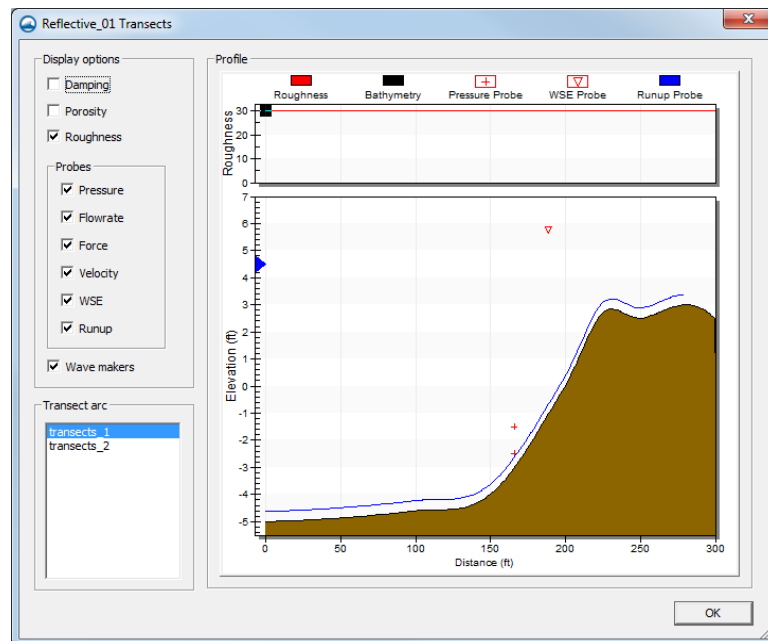 Reflective_01 Transects
Display options
Damping
Porosity
Roughness
Probes
Pressure
Flowrate
Force
Velocity
WSE
Runup
Wave makers
Transect arc
transects_1
transects_2
Profile
Roughness Bathymetry Pressure Probe WSE Probe Runup Probe
Roughness
30
20
10
0
Elevation (ft)
7
6
5
4
3
2
1
0
-1
-2
-3
-4
-5
0 50 100 150 200 250 300
Distance (ft)
OK